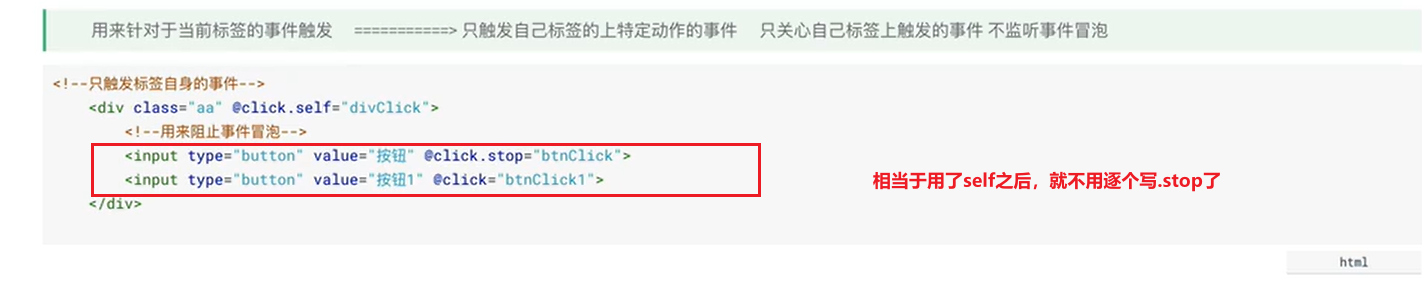 用来针对于当前标签的事件触发 ===========> 只触发自己标签的上特定动作的事件 只关心自己标签上触发的事件 不监听事件冒泡
<!--只触发标签自身的事件-->
<div class="aa" @click.self="divClick">
<!--用来阻止事件冒泡-->
<input type="button" value="按钮" @click.stop="btnClick">
<input type="button" value="按钮1" @click="btnClick1">
相当于用了self之后，就不用逐个写.stop了
</div>
html